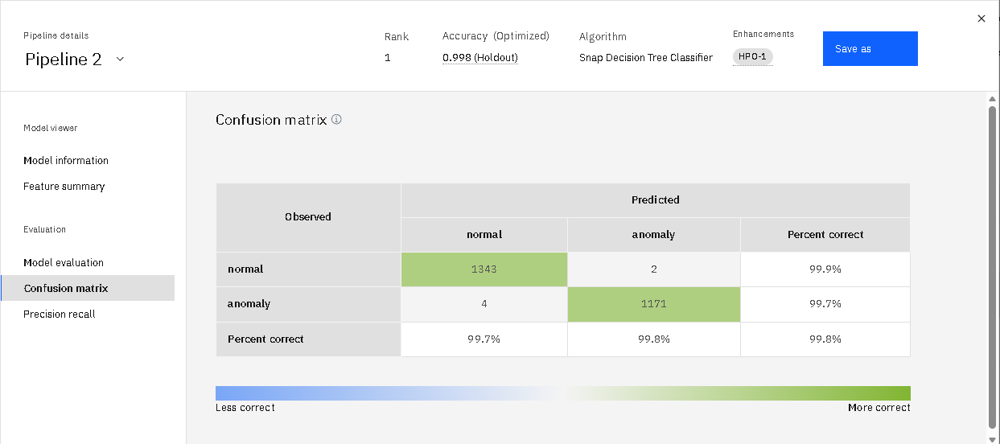 Pipeline details
Pipeline 2
Rank
1
Accuracy (Optimized)
0.998 (Holdout)
Algorithm
Snap Decision Tree Classifier
Enhancements
HPO-1
Save as
Model viewer
Model information
Feature summary
Evaluation
Model evaluation
Confusion matrix
Precision recall
Confusion matrix
Observed
Predicted
normal anomaly Percent correct
normal 1343 2 99.9%
anomaly 4 1171 99.7%
Percent correct 99.7% 99.8% 99.8%
Less correct More correct